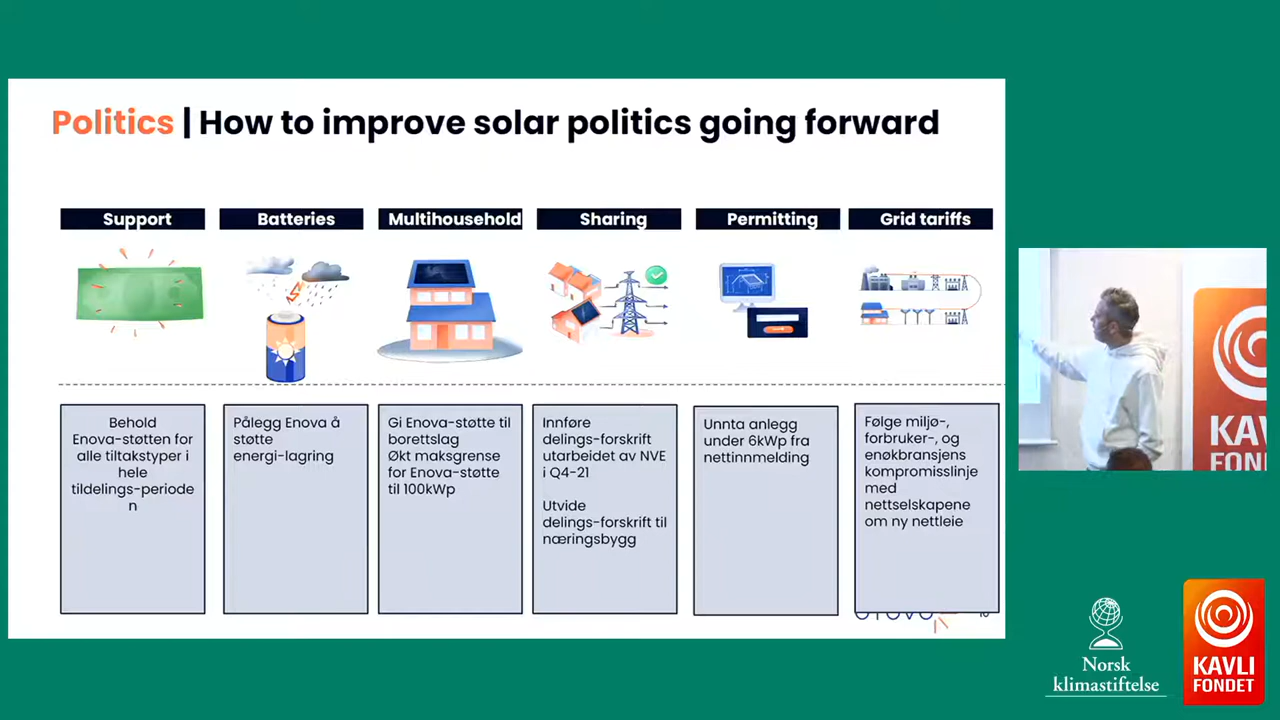 Politics | How to improve solar politics going forward
Support
Batteries
Multihousehold
Sharing
Permitting
Grid tariffs
Behold
Enova-støtten for
alle tiltakstyper i
hele
tildelings-periode
n
Pålegg Enova å
støtte
energi-lagring
Gi Enova-støtte til
borettslag
Økt maksgrense
for Enova-støtte
til 100kWp
Innføre
delings-forskrift
utarbeidet av NVE
i Q4-21
Utvide
delings-forskrift til
næringsbygg
Unnta anlegg
under 6kWp fra
nettinnmelding
Følge miljø-,
forbruker-, og
enøkbransjens
kompromisslinje
med
nettselskapene
om ny nettleie
KAV
FON
Norsk
klimastiftelse
KAVLI
FONDET